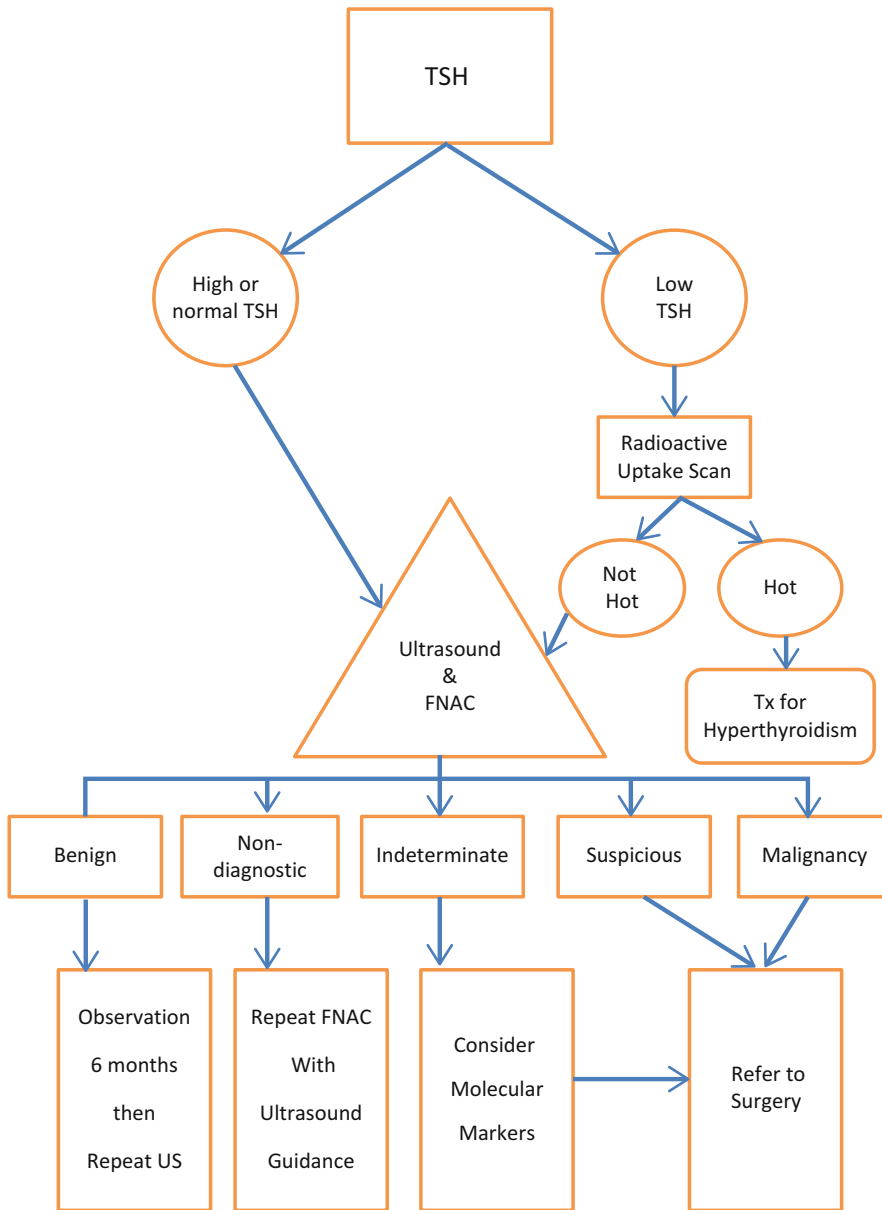 TSH
High or
normal TSH
Low
TSH
Radioactive
Uptake Scan
Not
Hot
Hot
Ultrasound
&
FNAC
Tx for
Hyperthyroidism
Benign
Non-
diagnostic
Indeterminate
Suspicious
Malignancy
Observation
6 months
then
Repeat US
Repeat FNAC
With
Ultrasound
Guidance
Consider
Molecular
Markers
Refer to
Surgery